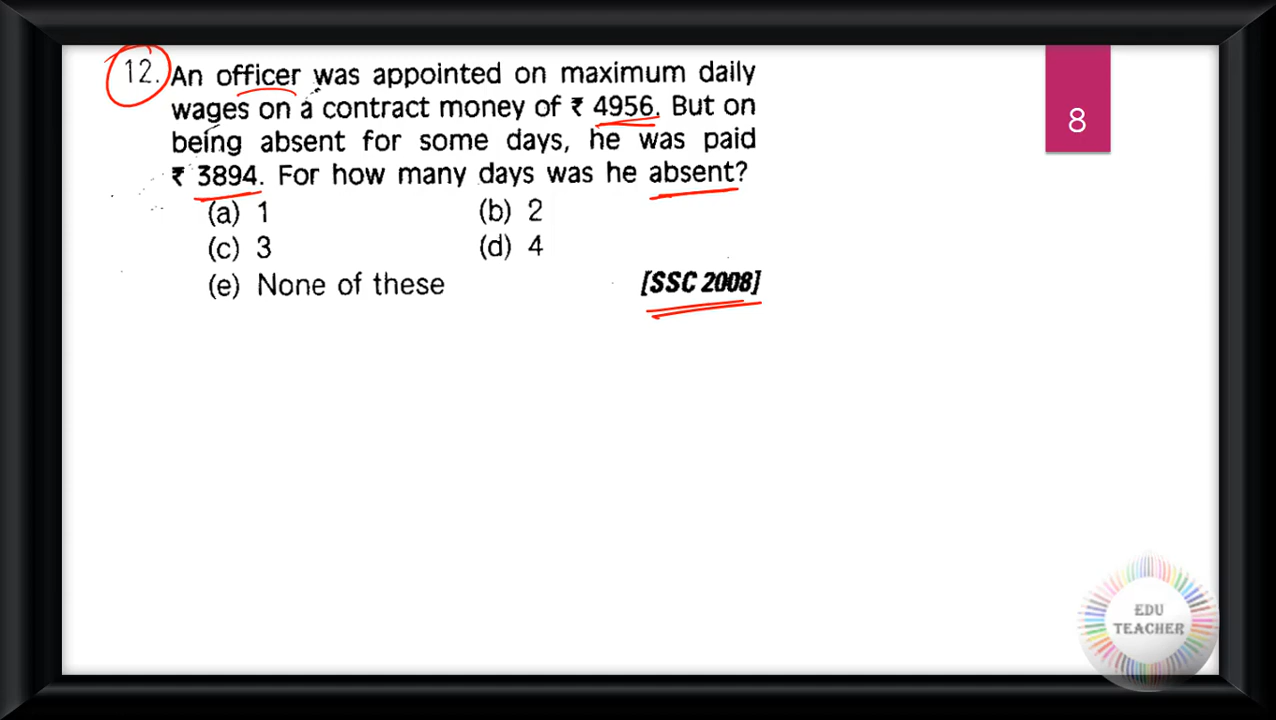 12. An officer was appointed on maximum daily
wages on a contract money of ₹ 4956. But on
being absent for some days, he was paid
₹ 3894. For how many days was he absent?
(a) 1 (b) 2
(c) 3 (d) 4
(e) None of these [SSC 2008]
8
EDU
TEACHER